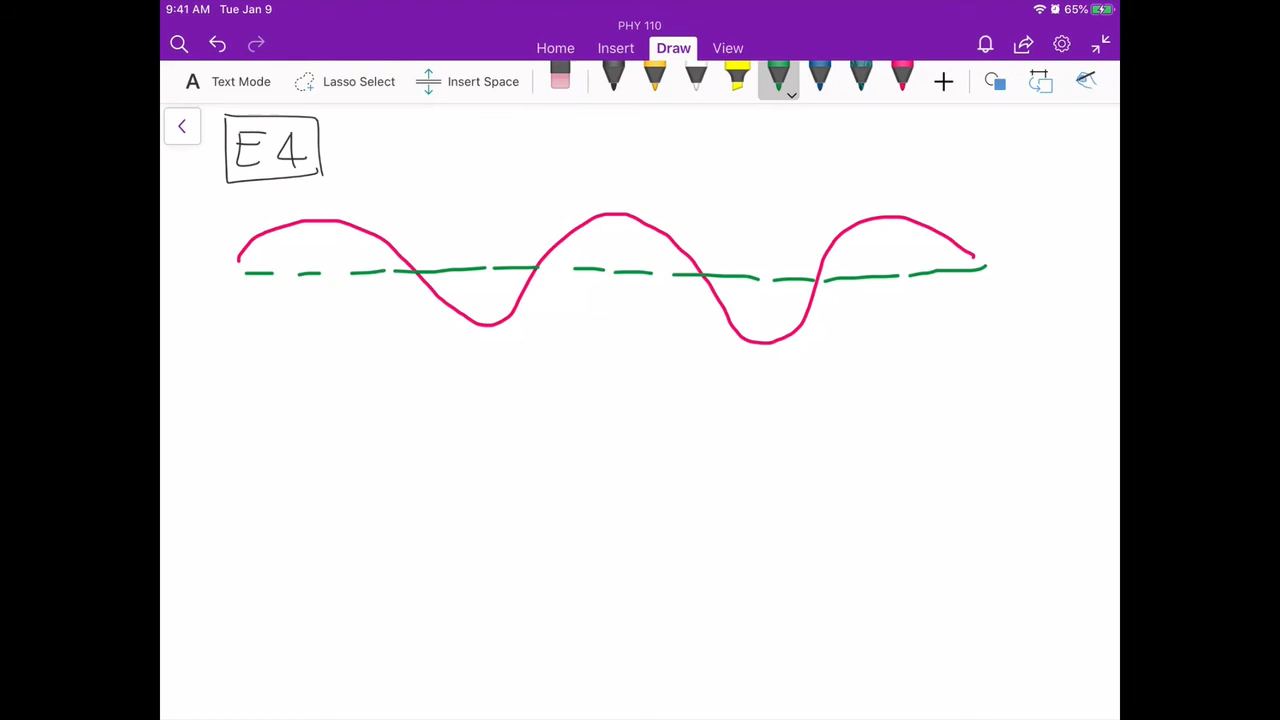 9:41 AM Tue Jan 9 65%
PHY 110
Home Insert Draw View
A Text Mode Lasso Select Insert Space
E4